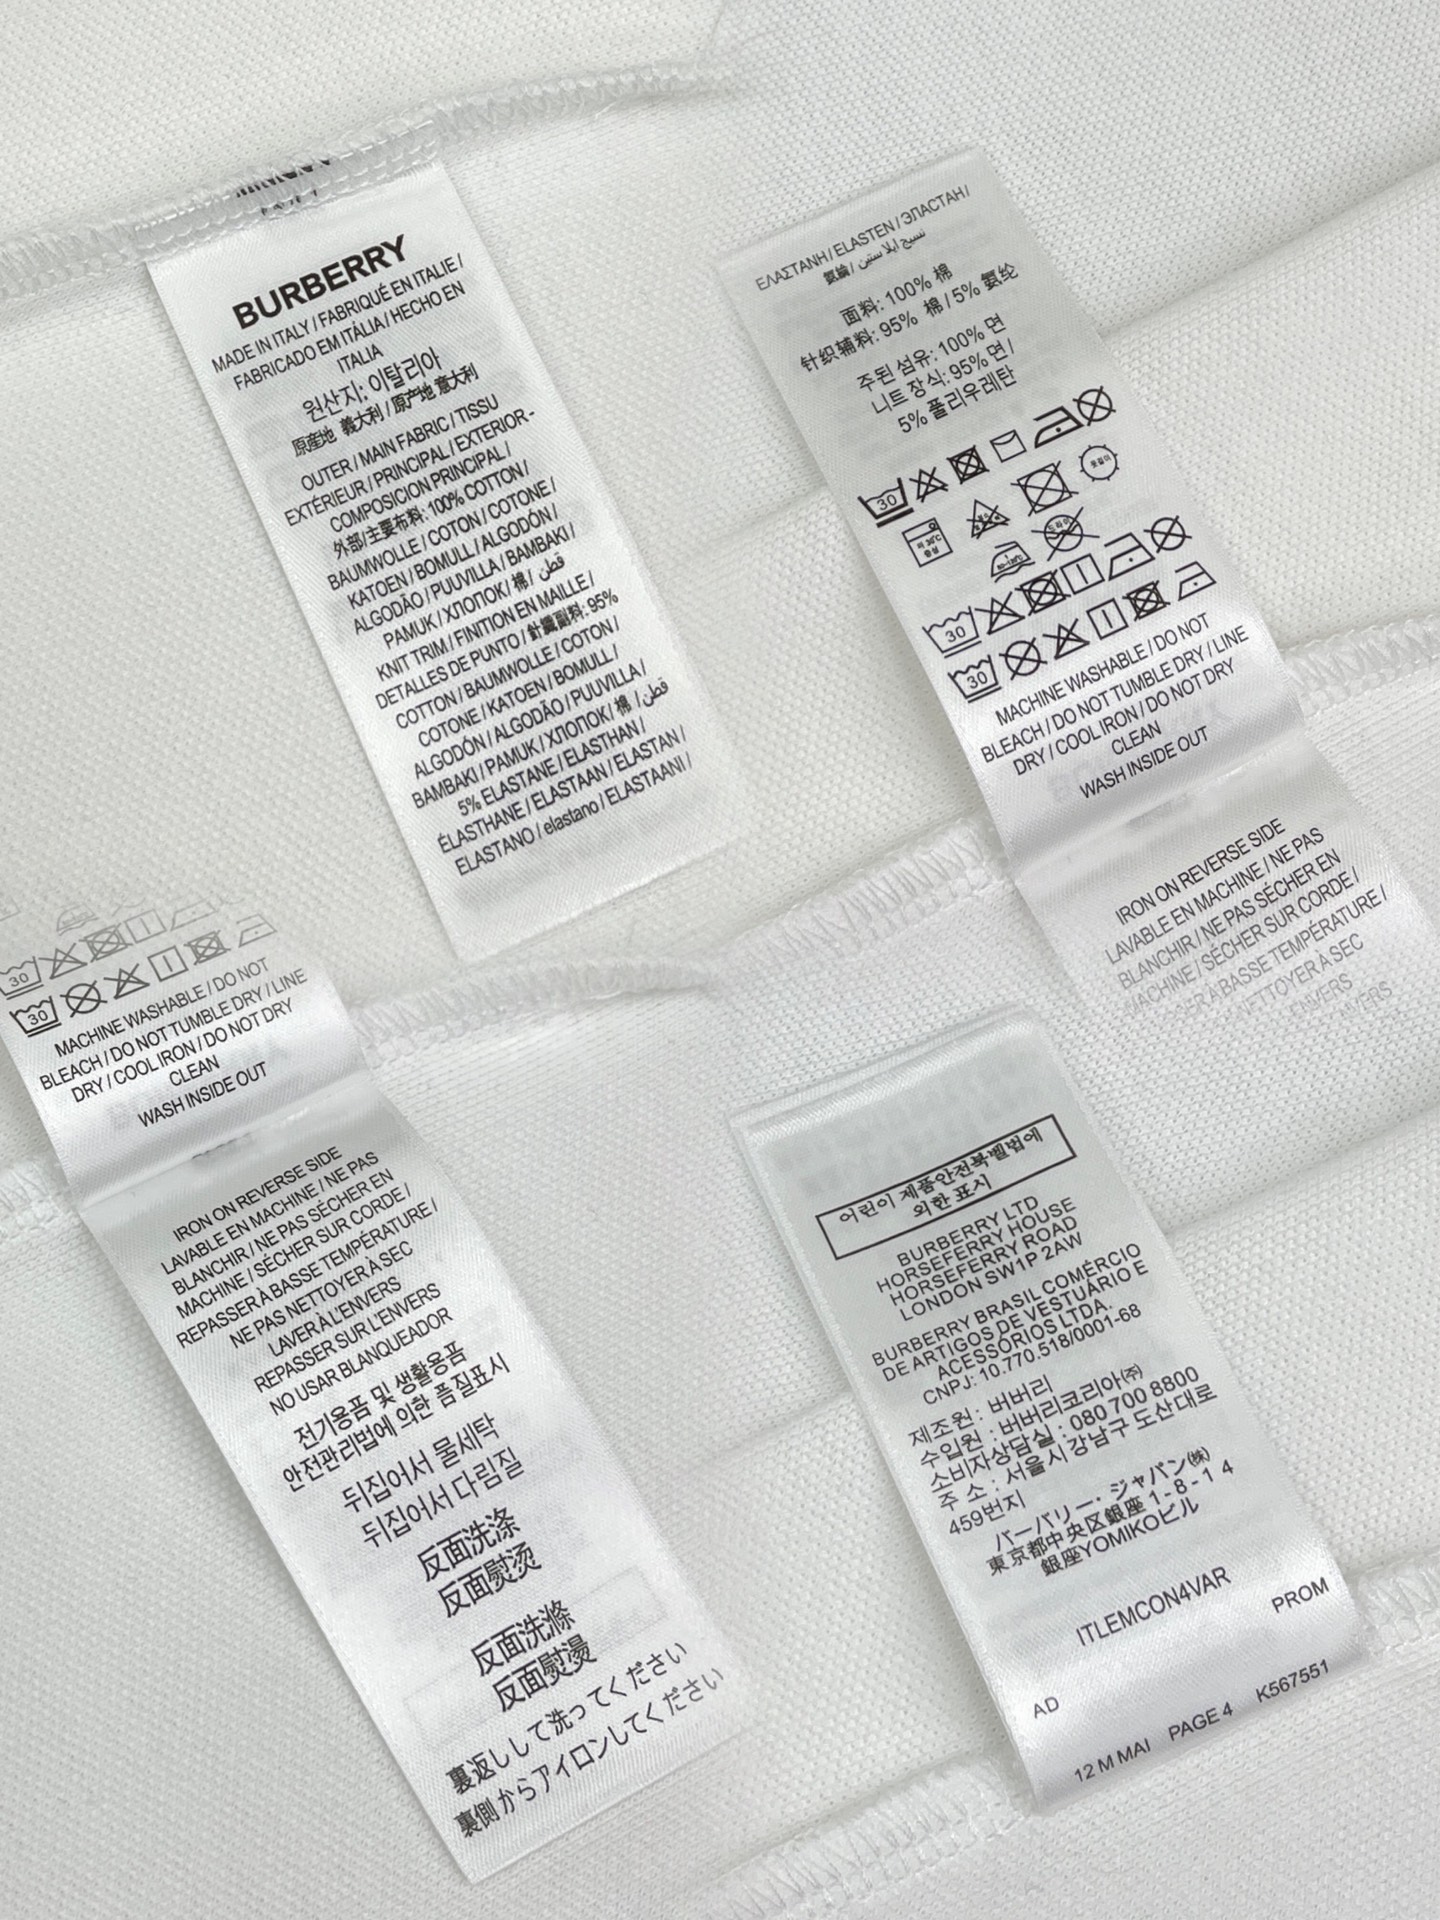 BURBERRY
MADE IN ITALY / FABRIQUÉ EN ITALIE /
FABRICADO EM ITÁLIA / HECHO EN
ITALIA
원산지: 이탈리아
原産地 義大利 / 原产地 意大利
OUTER / MAIN FABRIC / TISSU
EXTÉRIEUR / PRINCIPAL / EXTERIOR-
COMPOSICION PRINCIPAL /
外部/主要布料: 100% COTTON /
BAUMWOLLE / COTON / COTONE /
KATOEN / BOMULL / ALGODÓN /
ALGODÃO / PUUVILLA / BAMBAKI /
PAMUK / ХЛОПОК / 棉 / قطن
KNIT TRIM / FINITION EN MAILLE /
DETALLES DE PUNTO / 針織副料: 95%
COTTON / BAUMWOLLE / COTON /
COTONE / KATOEN / BOMULL /
ALGODÓN / ALGODÃO / PUUVILLA /
BAMBAKI / PAMUK / ХЛОПОК / 棉 / قطن
5% ELASTANE / ELASTHAN /
ÉLASTHANE / ELASTAAN / ELASTAN /
ELASTANO / elastano / ELASTAANI /
ΕΛΑΣΤΑΝΗ / ELASTEN / ЭЛАСТАН /
氨綸 / نسيج ايلا ستين
面料: 100% 棉
针织辅料: 95% 棉 / 5% 氨纶
주된 섬유: 100% 면
니트 장식: 95% 면 /
5% 폴리우레탄
30
30
30
MACHINE WASHABLE / DO NOT
BLEACH / DO NOT TUMBLE DRY / LINE
DRY / COOL IRON / DO NOT DRY
CLEAN
WASH INSIDE OUT
IRON ON REVERSE SIDE
LAVABLE EN MACHINE / NE PAS
BLANCHIR / NE PAS SÉCHER EN
MACHINE / SÉCHER SUR CORDE /
REPASSER À BASSE TEMPÉRATURE /
NETTOYER À SEC
ENVERS
30
30
MACHINE WASHABLE / DO NOT
BLEACH / DO NOT TUMBLE DRY / LINE
DRY / COOL IRON / DO NOT DRY
CLEAN
WASH INSIDE OUT
IRON ON REVERSE SIDE
LAVABLE EN MACHINE / NE PAS
BLANCHIR / NE PAS SÉCHER EN
MACHINE / SÉCHER SUR CORDE /
REPASSER À BASSE TEMPÉRATURE /
NE PAS NETTOYER À SEC
LAVER À L'ENVERS
REPASSER SUR L'ENVERS
NO USAR BLANQUEADOR
전기용품 및 생활용품
안전관리법에 의한 품질표시
뒤집어서 물세탁
뒤집어서 다림질
反面洗涤
反面熨烫
反面洗滌
反面熨燙
裏返しして洗ってください
裏側からアイロンしてください
어린이 제품안전북벨법에
외한 표시
BURBERRY LTD
HORSEFERRY HOUSE
HORSEFERRY ROAD
LONDON SW1P 2AW
BURBERRY BRASIL COMÉRCIO
DE ARTIGOS DE VESTUÁRIO E
ACESSÓRIOS LTDA.
CNPJ: 10.770.518/0001-68
제조원: 버버리
수입원 : 버버리코리아(주)
소비자상담실 : 080 700 8800
주 소 : 서울시 강남구 도산대로
459번지
バーバリー・ジャパン(株)
東京都中央区銀座 1-8-14
銀座YOMIKOビル
ITLEMCON4VAR
PROM
AD
12 M MAI PAGE 4 K567551